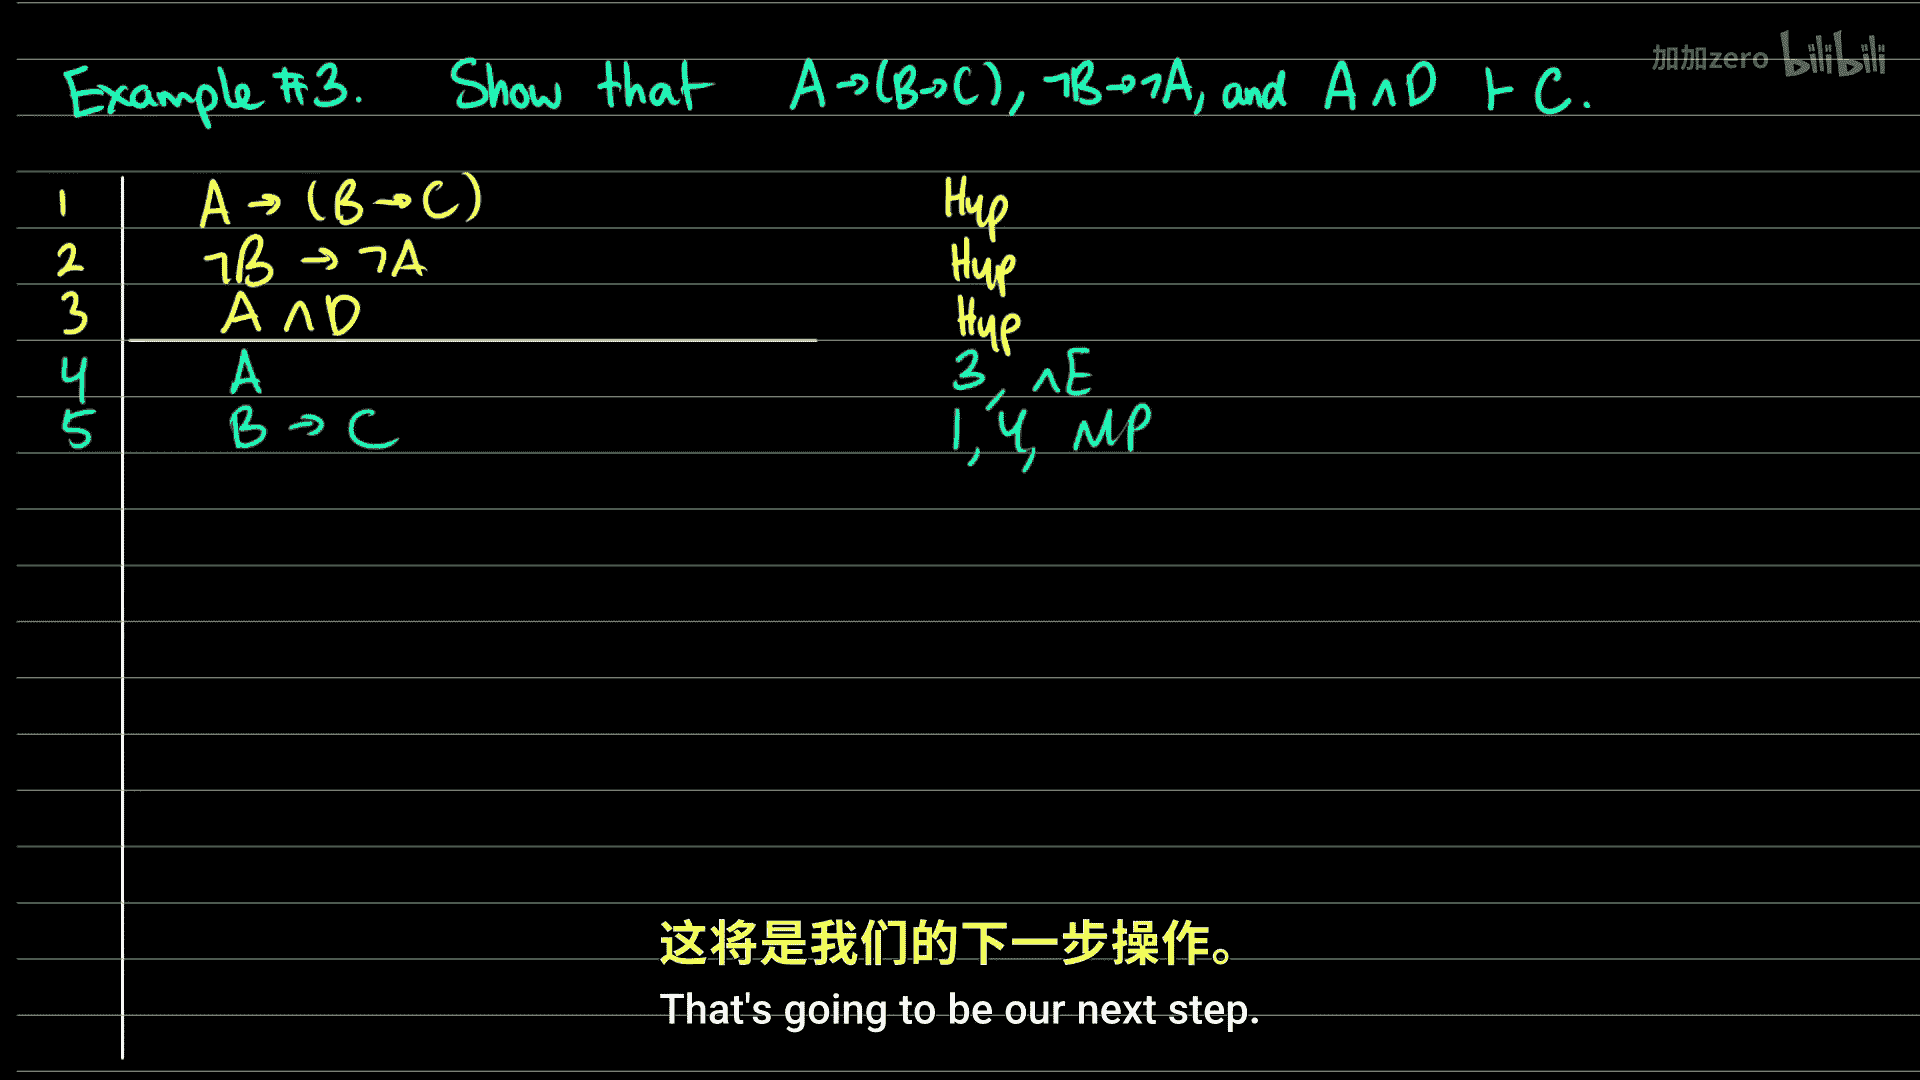 加加zero bilibili
Example #3. Show that A→(B→C), ¬B→¬A, and A∧D ⊢ C.
1 A → (B → C) Hyp
2 ¬B → ¬A Hyp
3 A ∧ D Hyp
4 A 3, ∧E
5 B → C 1, 4, MP
这将是我们的下一步操作。
That's going to be our next step.